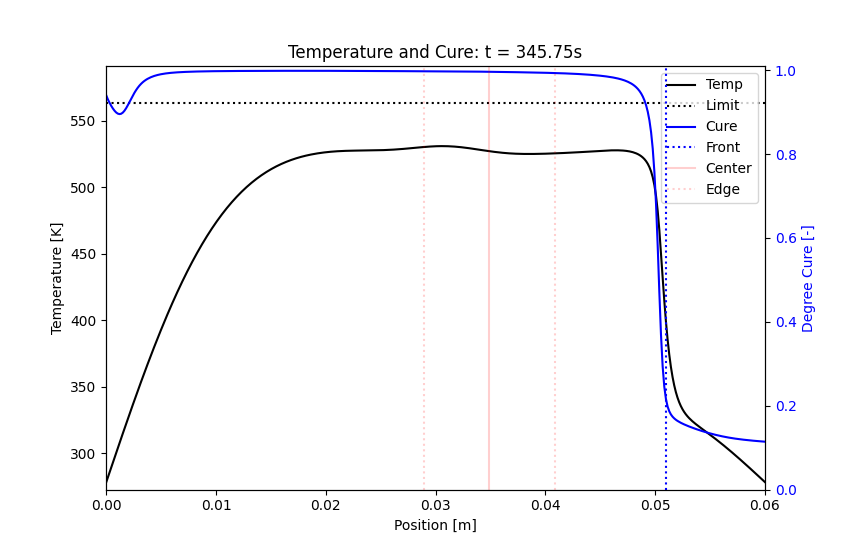 Temperature and Cure: t = 345.75s
Temperature [K]
550
500
450
400
350
300
Temp
Limit
Cure
Front
Center
Edge
1.0
0.8
0.6
0.4
0.2
0.0
Degree Cure [-]
0.00
0.01
0.02
0.03
0.04
0.05
0.06
Position [m]